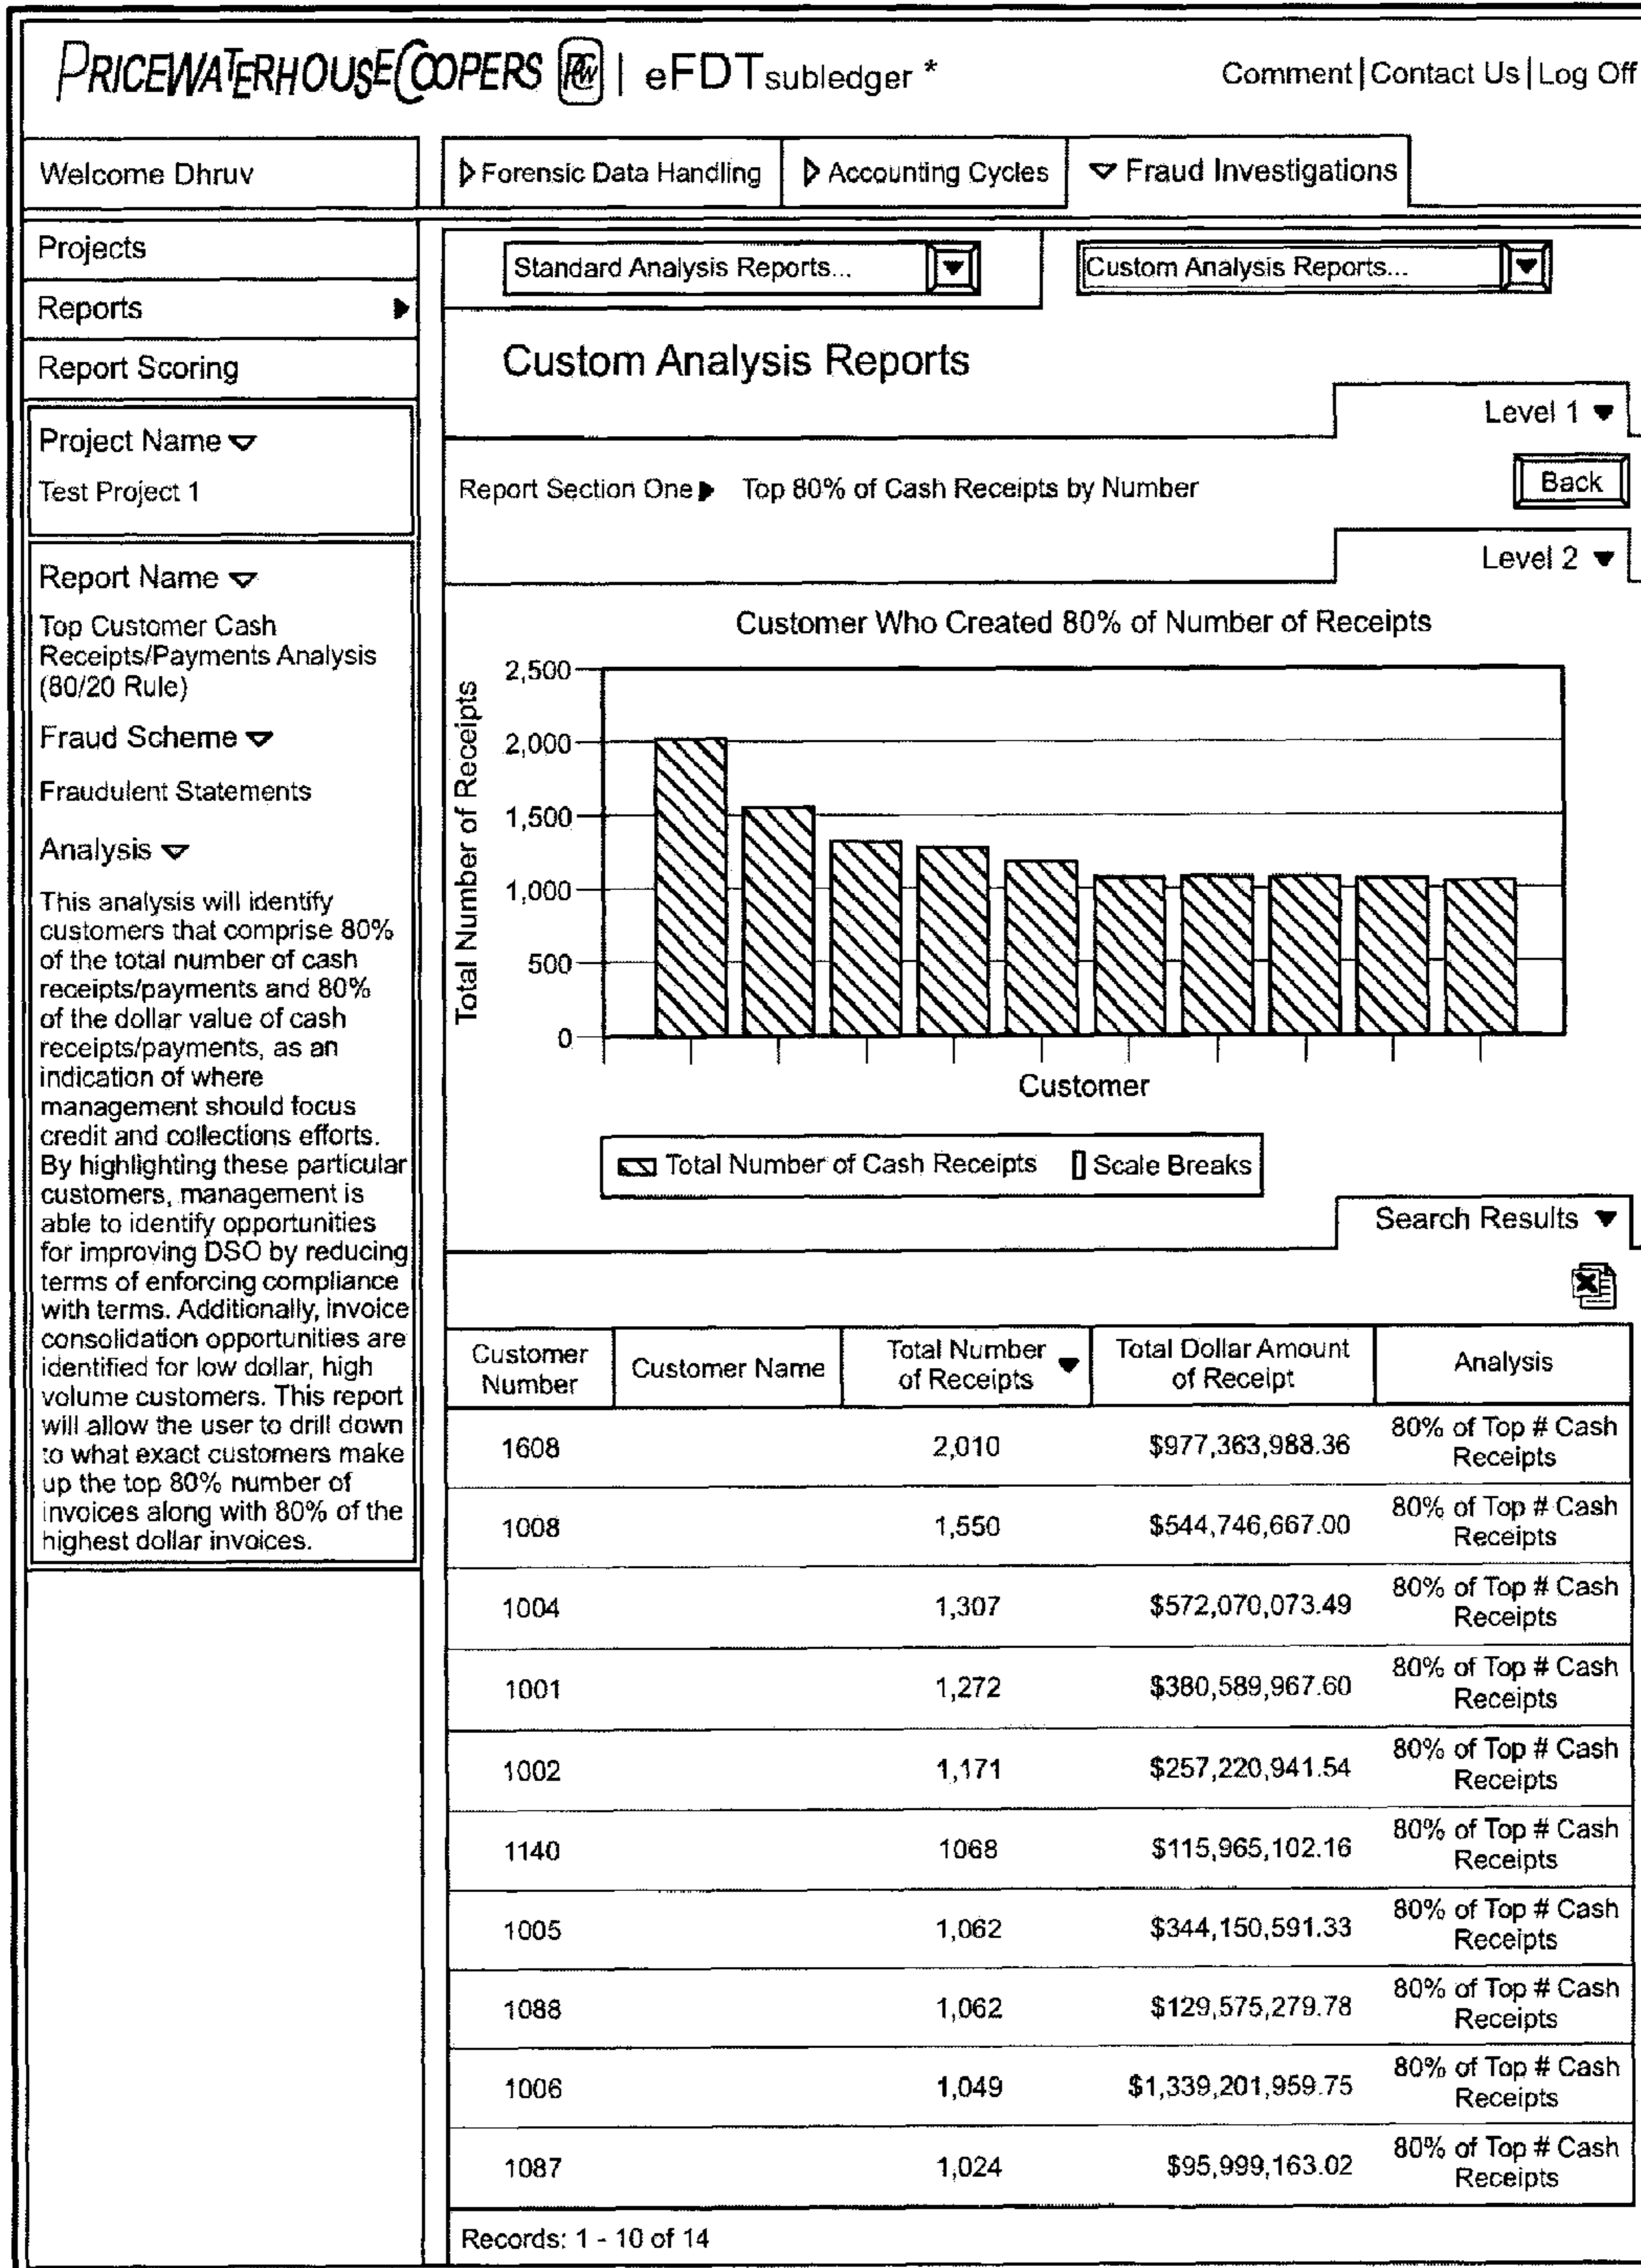 PRICEWATERHOUSECOOPERS PwC | eFDTsubledger *
Comment | Contact Us | Log Off
Welcome Dhruv
Forensic Data Handling
Accounting Cycles
Fraud Investigations
Projects
Reports
Report Scoring
Project Name
Test Project 1
Report Name
Top Customer Cash
Receipts/Payments Analysis
(80/20 Rule)
Fraud Scheme
Fraudulent Statements
Analysis
This analysis will identify
customers that comprise 80%
of the total number of cash
receipts/payments and 80%
of the dollar value of cash
receipts/payments, as an
indication of where
management should focus
credit and collections efforts.
By highlighting these particular
customers, management is
able to identify opportunities
for improving DSO by reducing
terms of enforcing compliance
with terms. Additionally, invoice
consolidation opportunities are
identified for low dollar, high
volume customers. This report
will allow the user to drill down
to what exact customers make
up the top 80% number of
invoices along with 80% of the
highest dollar invoices.
Standard Analysis Reports...
Custom Analysis Reports...
Custom Analysis Reports
Level 1
Report Section One Top 80% of Cash Receipts by Number
Back
Level 2
Customer Who Created 80% of Number of Receipts
Total Number of Receipts
2,500
2,000
1,500
1,000
500
0
Customer
Total Number of Cash Receipts
Scale Breaks
Search Results
Customer Number
Customer Name
Total Number of Receipts
Total Dollar Amount of Receipt
Analysis
1608 2,010 $977,363,988.36 80% of Top # Cash Receipts
1008 1,550 $544,746,667.00 80% of Top # Cash Receipts
1004 1,307 $572,070,073.49 80% of Top # Cash Receipts
1001 1,272 $380,589,967.60 80% of Top # Cash Receipts
1002 1,171 $257,220,941.54 80% of Top # Cash Receipts
1140 1068 $115,965,102.16 80% of Top # Cash Receipts
1005 1,062 $344,150,591.33 80% of Top # Cash Receipts
1088 1,062 $129,575,279.78 80% of Top # Cash Receipts
1006 1,049 $1,339,201,959.75 80% of Top # Cash Receipts
1087 1,024 $95,999,163.02 80% of Top # Cash Receipts
Records: 1 - 10 of 14